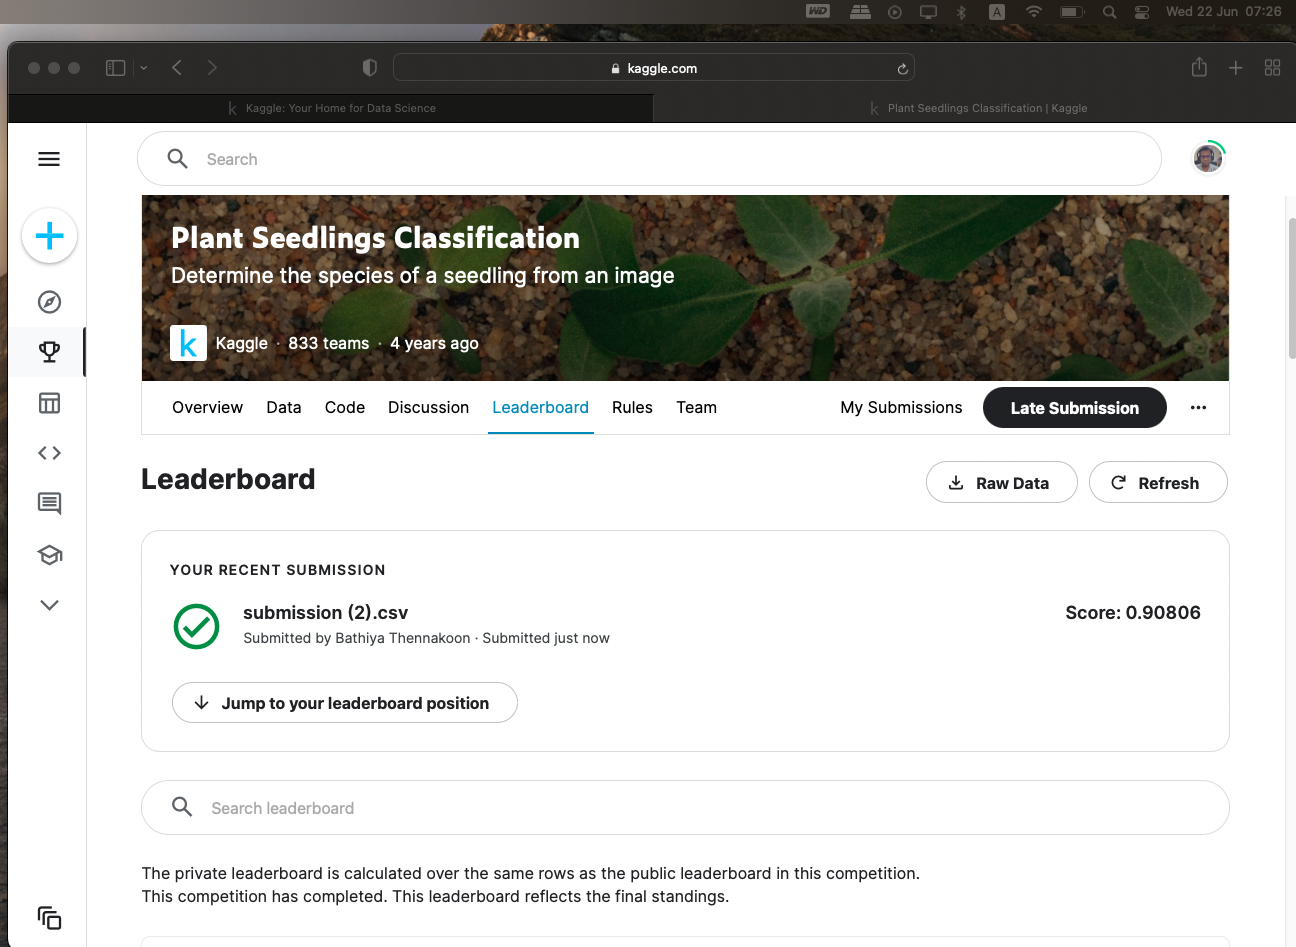 WD A Wed 22 Jun 07:26
kaggle.com
k Kaggle: Your Home for Data Science k Plant Seedlings Classification | Kaggle
Search
Plant Seedlings Classification
Determine the species of a seedling from an image
k Kaggle · 833 teams · 4 years ago
Overview Data Code Discussion Leaderboard Rules Team My Submissions Late Submission
Leaderboard
Raw Data Refresh
YOUR RECENT SUBMISSION
submission (2).csv Score: 0.90806
Submitted by Bathiya Thennakoon · Submitted just now
Jump to your leaderboard position
Search leaderboard
The private leaderboard is calculated over the same rows as the public leaderboard in this competition.
This competition has completed. This leaderboard reflects the final standings.